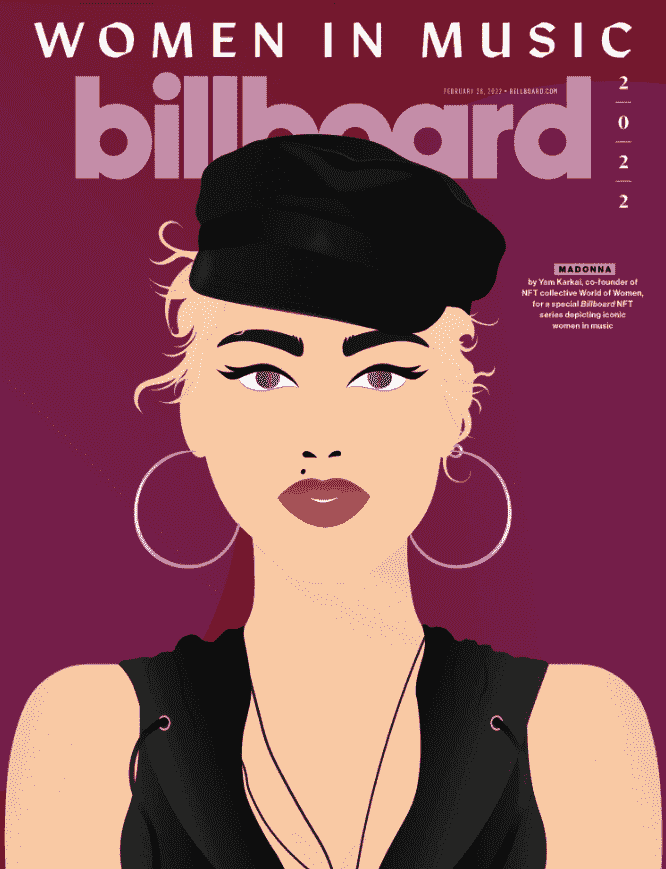 WOMEN IN MUSIC
billboard
FEBRUARY 26, 2022 • BILLBOARD.COM
2
0
2
2
MADONNA
by Yam Karkai, co-founder of
NFT collective World of Women,
for a special Billboard NFT
series depicting iconic
women in music